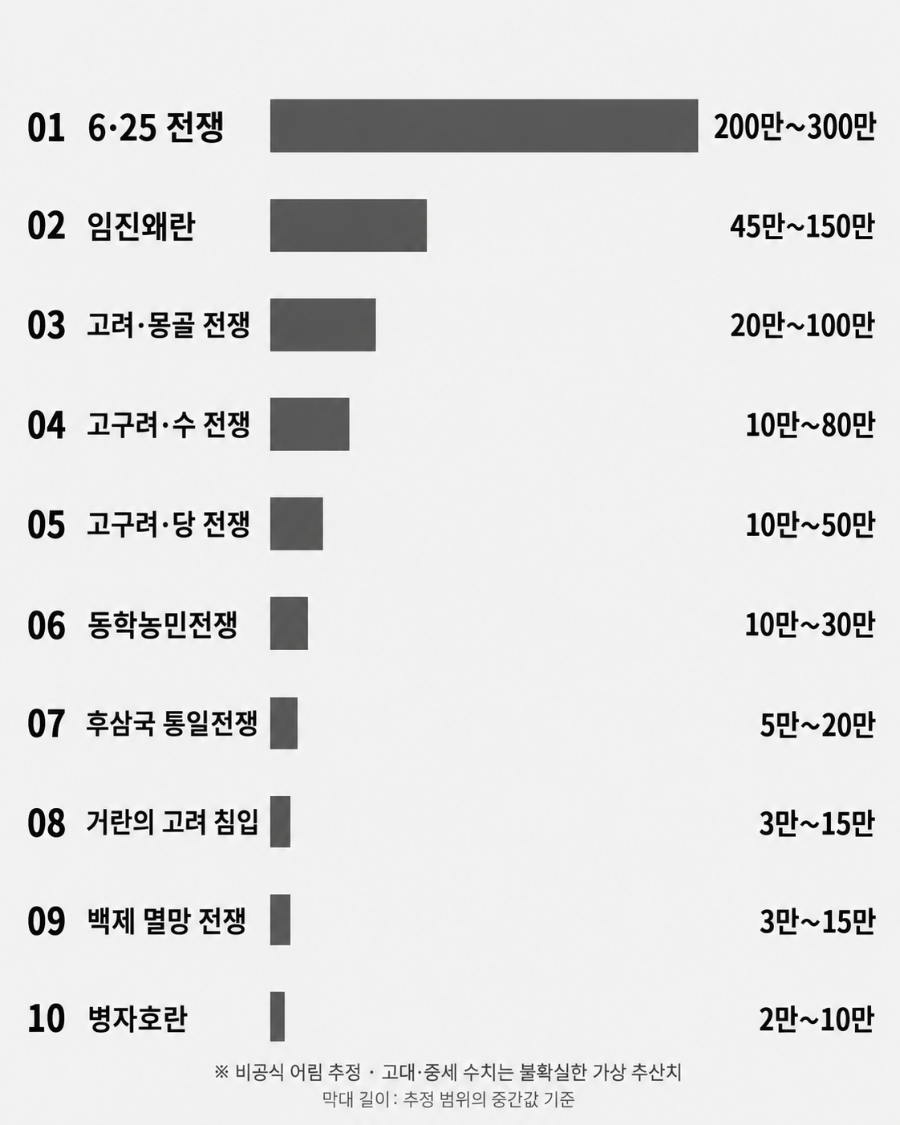 01 6·25 전쟁 200만~300만
02 임진왜란 45만~150만
03 고려·몽골 전쟁 20만~100만
04 고구려·수 전쟁 10만~80만
05 고구려·당 전쟁 10만~50만
06 동학농민전쟁 10만~30만
07 후삼국 통일전쟁 5만~20만
08 거란의 고려 침입 3만~15만
09 백제 멸망 전쟁 3만~15만
10 병자호란 2만~10만
※ 비공식 어림 추정 · 고대·중세 수치는 불확실한 가상 추산치
막대 길이: 추정 범위의 중간값 기준